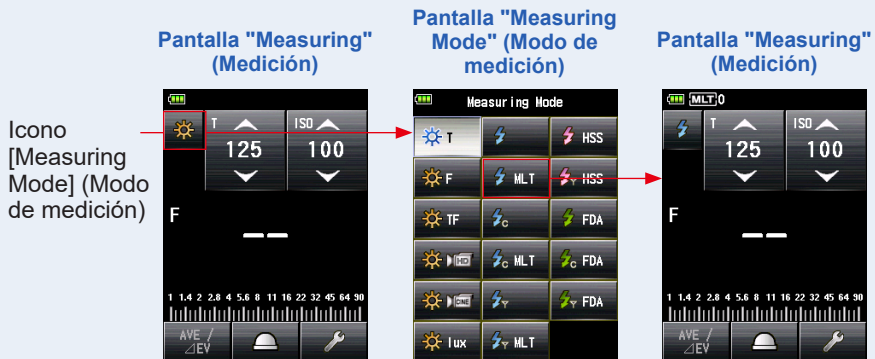 Pantalla "Measuring"
(Medición)
Pantalla "Measuring
Mode" (Modo de
medición)
Pantalla "Measuring"
(Medición)
Icono
[Measuring
Mode] (Modo
de medición)
T
125
ISO
100
F
1 1.4 2 2.8 4 5.6 8 11 16 22 32 45 64 90
AVE /
⊿EV
Measuring Mode
T
HSS
F
MLT
Y HSS
TF
C
FDA
HD
C MLT
C FDA
CINE
Y
Y FDA
lux
Y MLT
MLT 0
T
125
ISO
100
F
1 1.4 2 2.8 4 5.6 8 11 16 22 32 45 64 90
AVE /
⊿EV